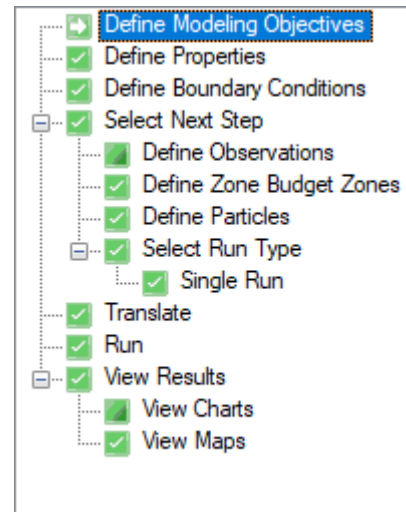 Define Modeling Objectives
Define Properties
Define Boundary Conditions
Select Next Step
Define Observations
Define Zone Budget Zones
Define Particles
Select Run Type
Single Run
Translate
Run
View Results
View Charts
View Maps